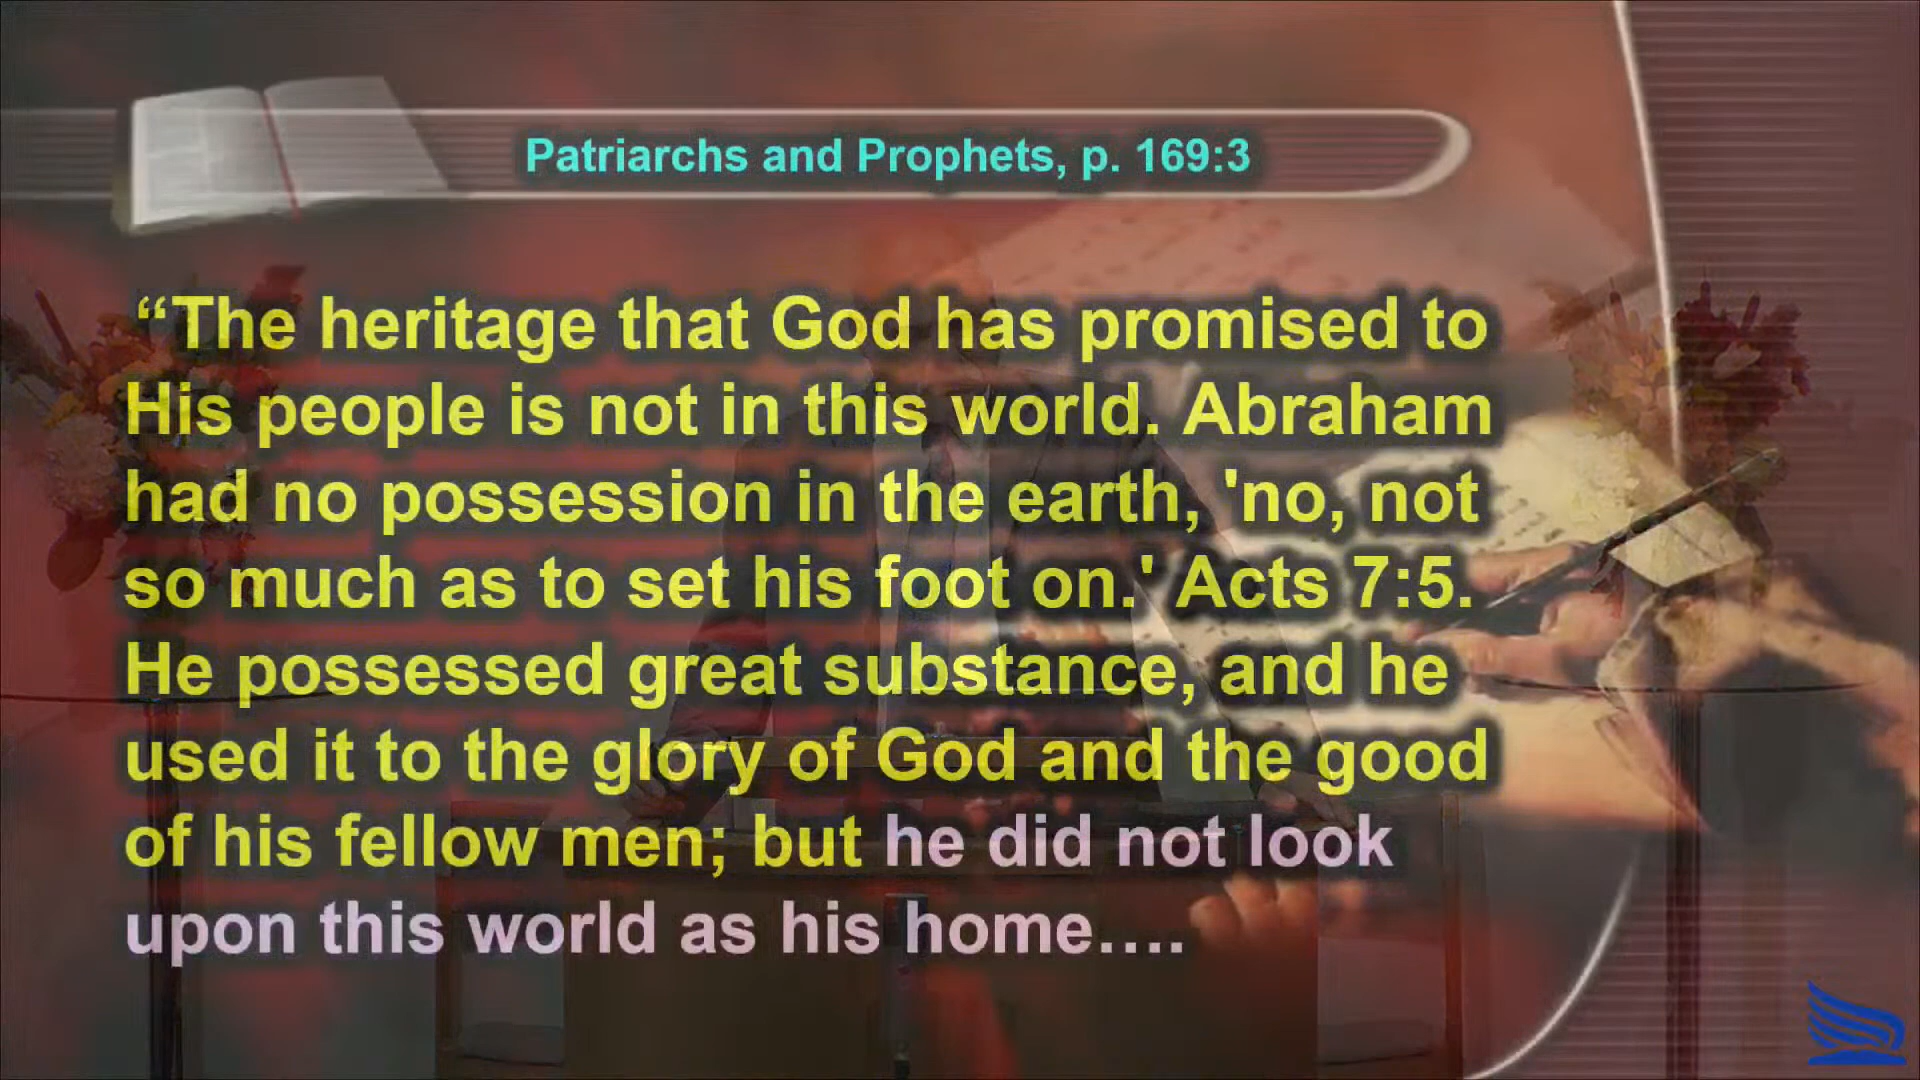 Patriarchs and Prophets, p. 169:3
“The heritage that God has promised to
His people is not in this world. Abraham
had no possession in the earth, 'no, not
so much as to set his foot on.' Acts 7:5.
He possessed great substance, and he
used it to the glory of God and the good
of his fellow men; but he did not look
upon this world as his home….